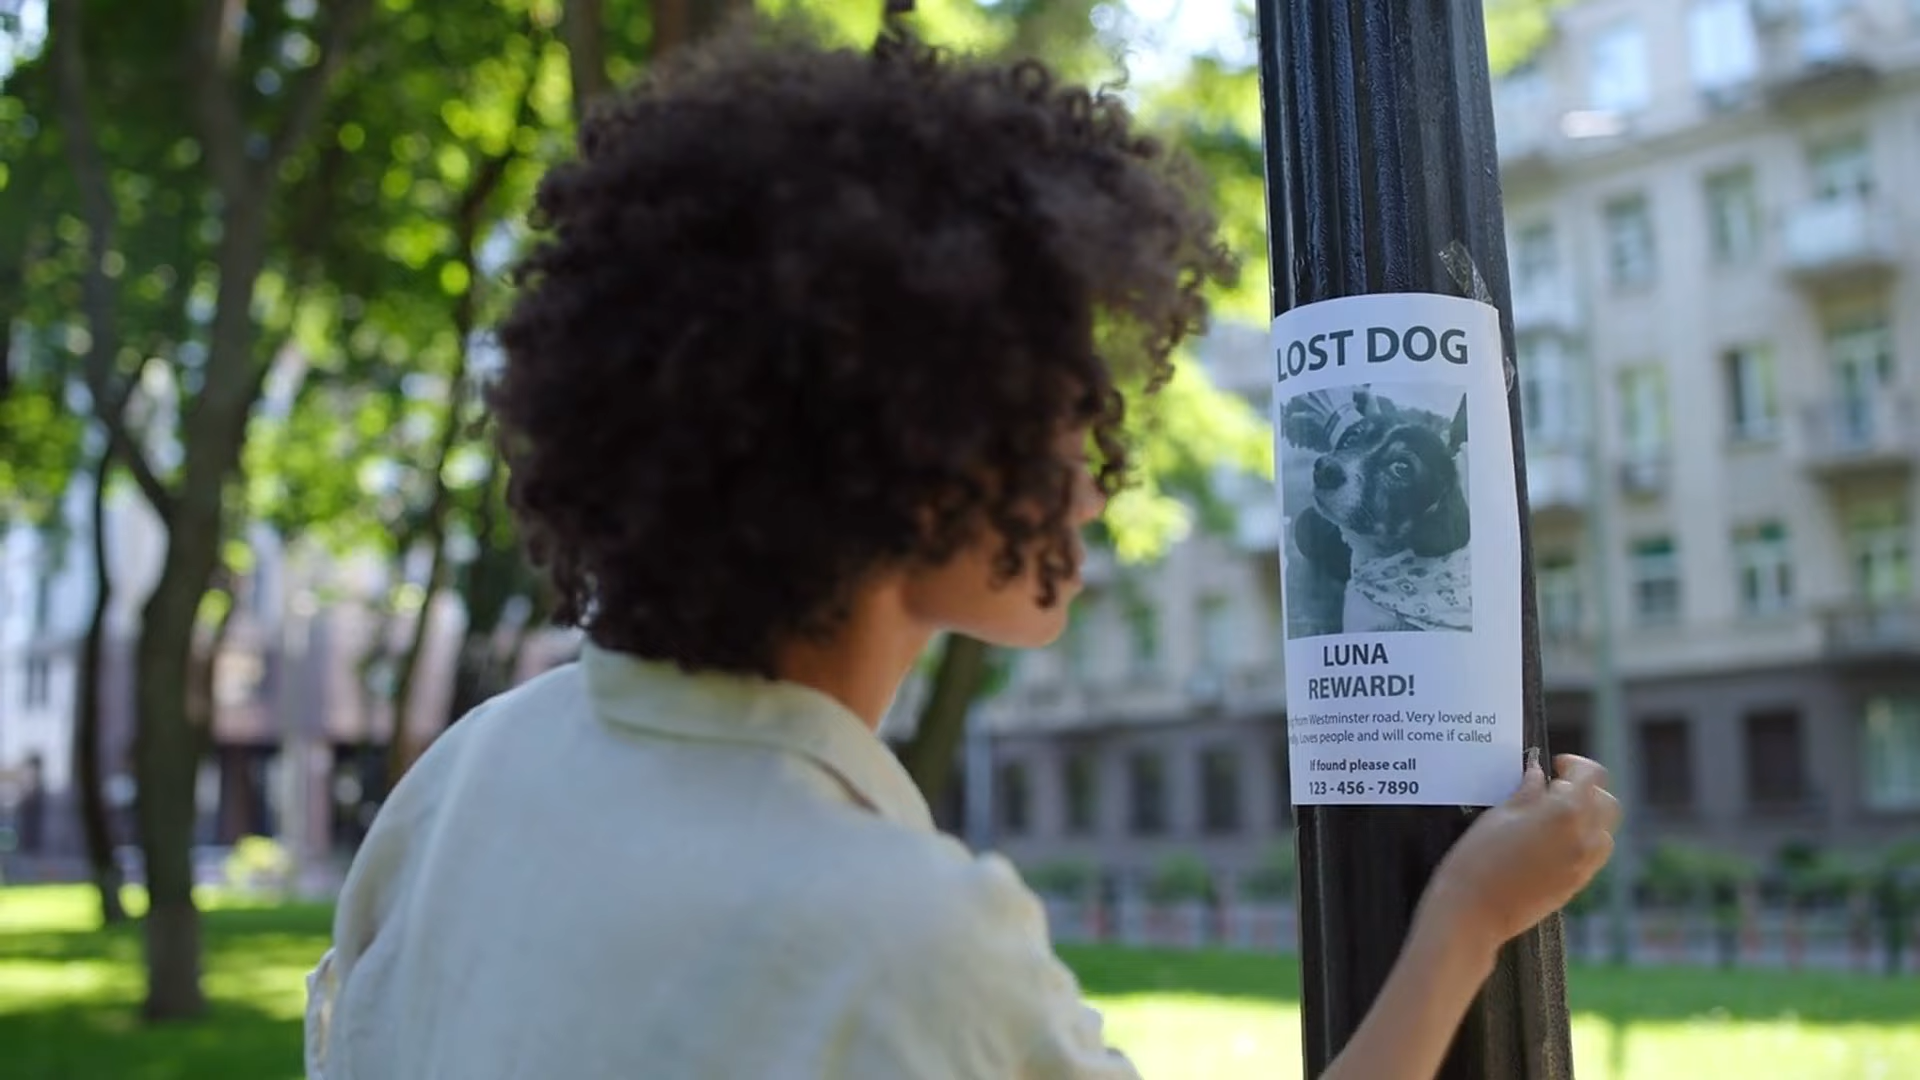 LOST DOG
LUNA
REWARD!
from Westminster road. Very loved and
Loves people and will come if called
If found please call
123 - 456 - 7890